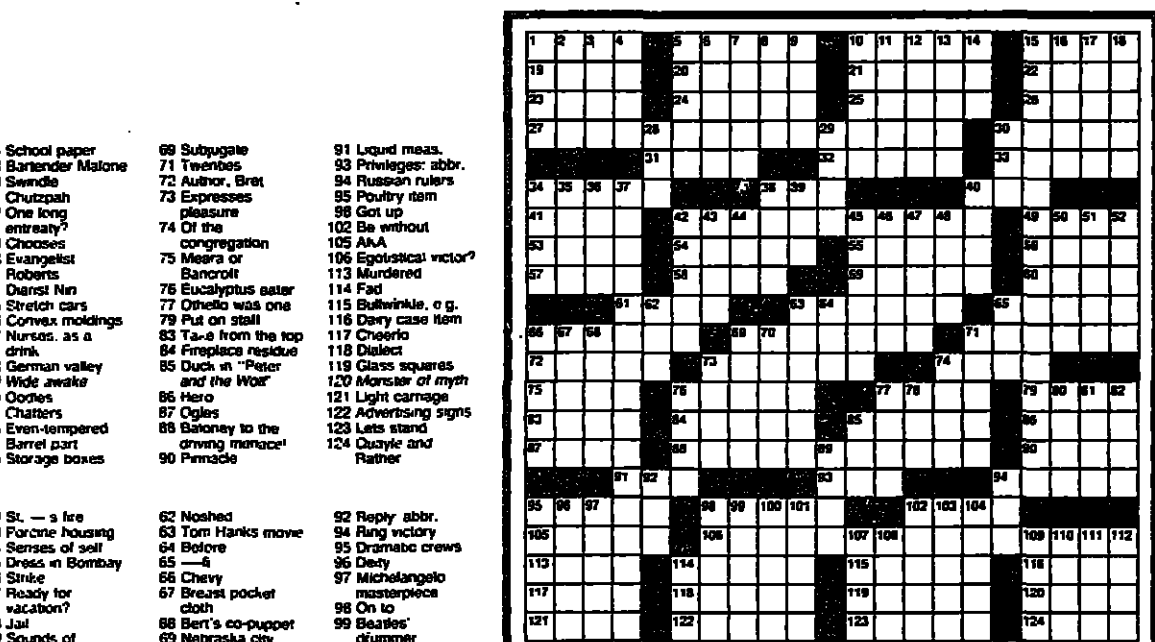 School paper
Bartender Malone
Swindle
Chutzpah
One long
entreaty?
Chooses
Evangelist
Roberts
Diarist Nin
Stretch cars
Convex moldings
Nurses, as a
drink
German valley
Wide awake
Oodles
Chatters
Even-tempered
Barrel part
Storage boxes
69 Subjugate
71 Twenties
72 Author, Bret
73 Expresses
pleasure
74 Of the
congregation
75 Meara or
Bancroft
76 Eucalyptus eater
77 Othello was one
79 Put on stall
83 Take from the top
84 Fireplace residue
85 Duck in "Peter
and the Wolf"
86 Hero
87 Ogles
88 Baloney to the
driving menace!
90 Pinnacle
91 Liquid meas.
93 Privileges: abbr.
94 Russian rulers
95 Poultry item
98 Got up
102 Be without
105 AKA
106 Egotistical victor?
113 Murdered
114 Fad
115 Bullwinkle, e.g.
116 Dairy case item
117 Cheerio
118 Dialect
119 Glass squares
120 Monster of myth
121 Light carriage
122 Advertising signs
123 Lets stand
124 Quayle and
Rather
St. — s fire
Porcine housing
Senses of self
Dress in Bombay
Strike
Ready for
vacation?
Jail
Sounds of
62 Noshed
63 Tom Hanks movie
64 Before
65 —fi
66 Chevy
67 Breast pocket
cloth
68 Bert's co-puppet
69 Nebraska city
92 Reply abbr.
94 Ring victory
95 Dramatic crews
96 Deity
97 Michelangelo
masterpiece
98 On to
99 Beatles'
drummer
1 2 3 4 5 6 7 8 9 10 11 12 13 14 15 16 17 18
19 20 21 22
23 24 25 26
27 28 29 30
31 32 33
34 35 36 37 38 39 40
41 42 43 44 45 46 47 48 49 50 51 52
53 54 55 56
57 58 59 60
61 62 63 64 65
66 67 68 69 70 71
72 73 74
75 76 77 78 79 80 81 82
83 84 85 86
87 88 89 90
91 92 93 94
95 96 97 98 99 100 101 102 103 104
105 106 107 108 109 110 111 112
113 114 115 116
117 118 119 120
121 122 123 124